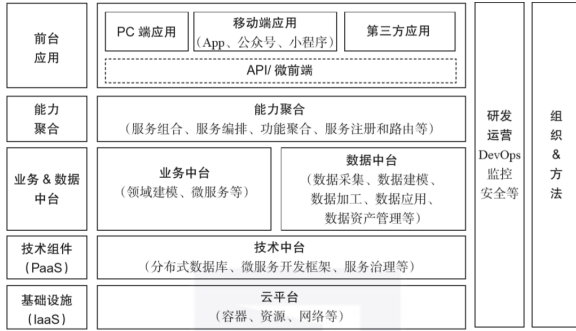 前台
应用
PC 端应用
移动端应用
（App、公众号、小程序）
第三方应用
API/ 微前端
能力
聚合
能力聚合
（服务组合、服务编排、功能聚合、服务注册和路由等）
业务 & 数据
中台
业务中台
（领域建模、微服务等）
数据中台
（数据采集、数据建模、
数据加工、数据应用、
数据资产管理等）
技术组件
（PaaS）
技术中台
（分布式数据库、微服务开发框架、服务治理等）
基础设施
（IaaS）
云平台
（容器、资源、网络等）
研发
运营
DevOps
监控
安全等
组
织
&
方
法